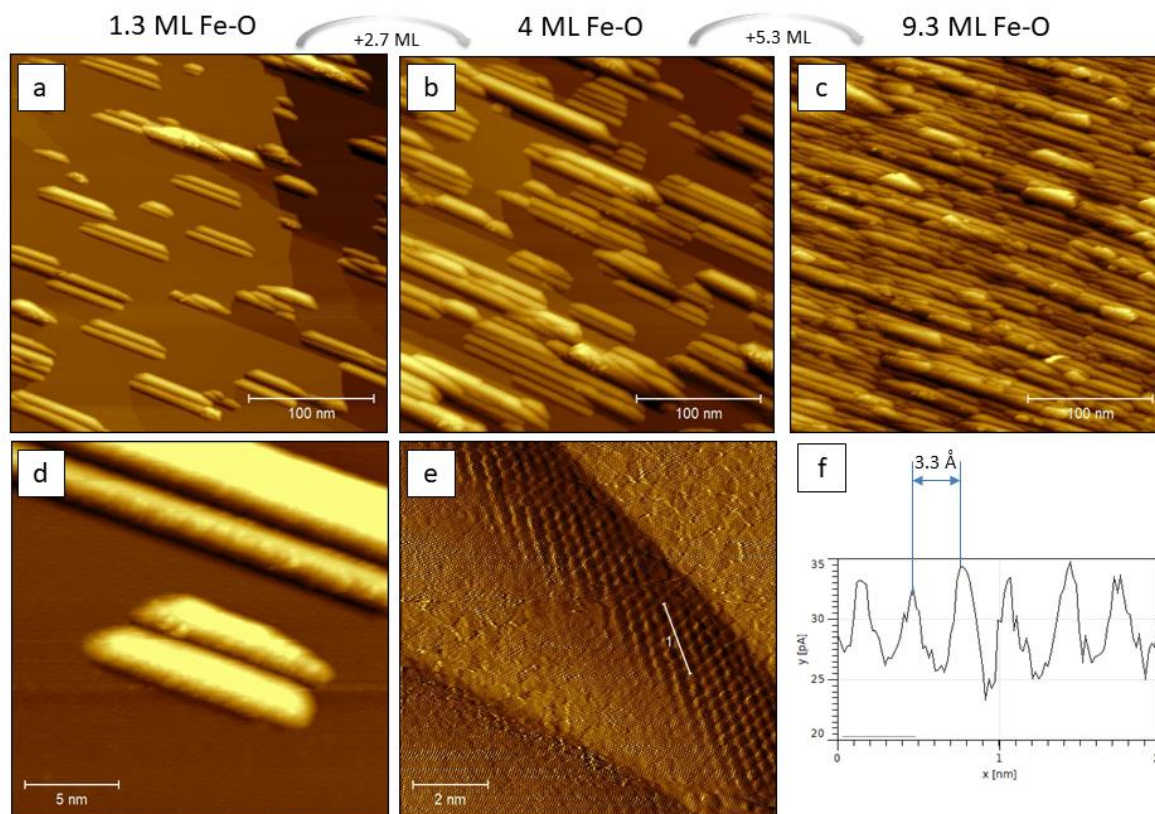 1.3 ML Fe-O
+2.7 ML
4 ML Fe-O
+5.3 ML
9.3 ML Fe-O
a
100 nm
b
100 nm
c
100 nm
d
5 nm
e
1
2 nm
f
3.3 Å
35
30
25
20
y [pA]
0
1
2
x [nm]